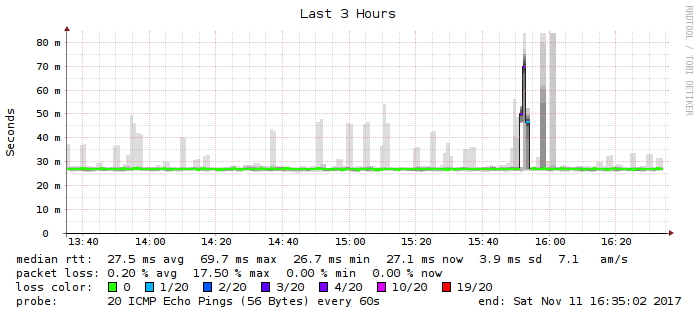 Last 3 Hours
RRDTOOL / TOBI OETIKER
Seconds
80 m
70 m
60 m
50 m
40 m
30 m
20 m
10 m
0
13:40 14:00 14:20 14:40 15:00 15:20 15:40 16:00 16:20
median rtt: 27.5 ms avg 69.7 ms max 26.7 ms min 27.1 ms now 3.9 ms sd 7.1 am/s
packet loss: 0.20 % avg 17.50 % max 0.00 % min 0.00 % now
loss color: 0 1/20 2/20 3/20 4/20 10/20 19/20
probe: 20 ICMP Echo Pings (56 Bytes) every 60s end: Sat Nov 11 16:35:02 2017